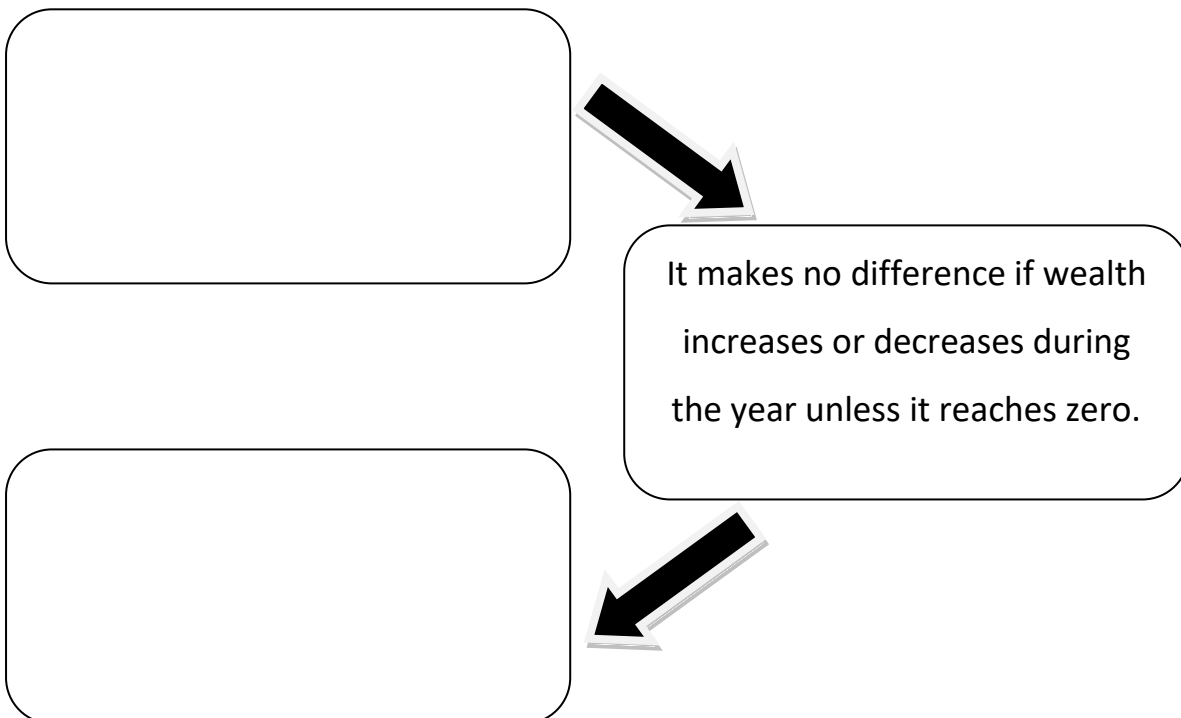 It makes no difference if wealth
increases or decreases during
the year unless it reaches zero.